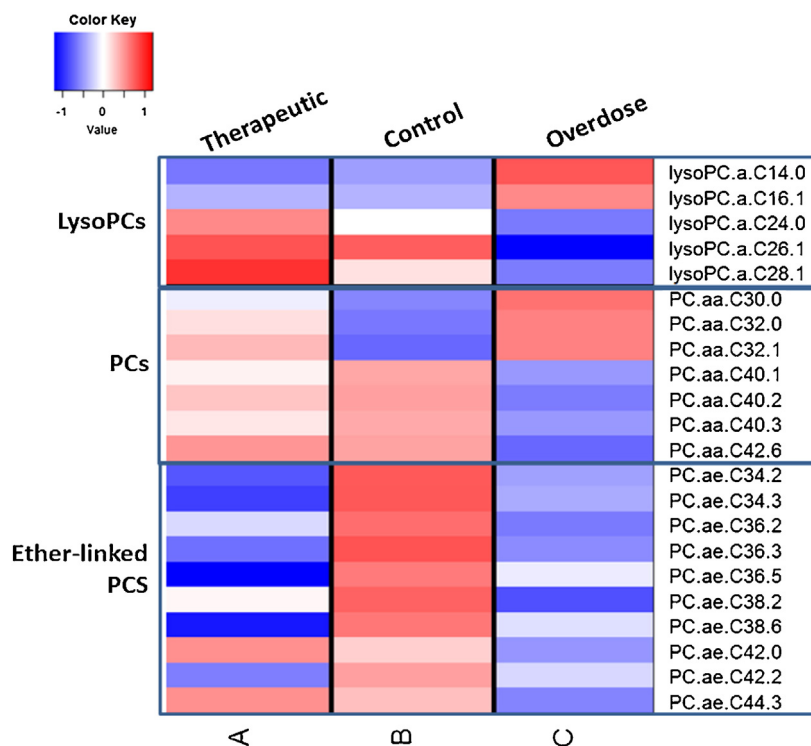 Color Key
-1 0 1
Value
Therapeutic Control Overdose
LysoPCs
lysoPC.a.C14.0
lysoPC.a.C16.1
lysoPC.a.C24.0
lysoPC.a.C26.1
lysoPC.a.C28.1
PCs
PC.aa.C30.0
PC.aa.C32.0
PC.aa.C32.1
PC.aa.C40.1
PC.aa.C40.2
PC.aa.C40.3
PC.aa.C42.6
Ether-linked
PCS
PC.ae.C34.2
PC.ae.C34.3
PC.ae.C36.2
PC.ae.C36.3
PC.ae.C36.5
PC.ae.C38.2
PC.ae.C38.6
PC.ae.C42.0
PC.ae.C42.2
PC.ae.C44.3
A B C